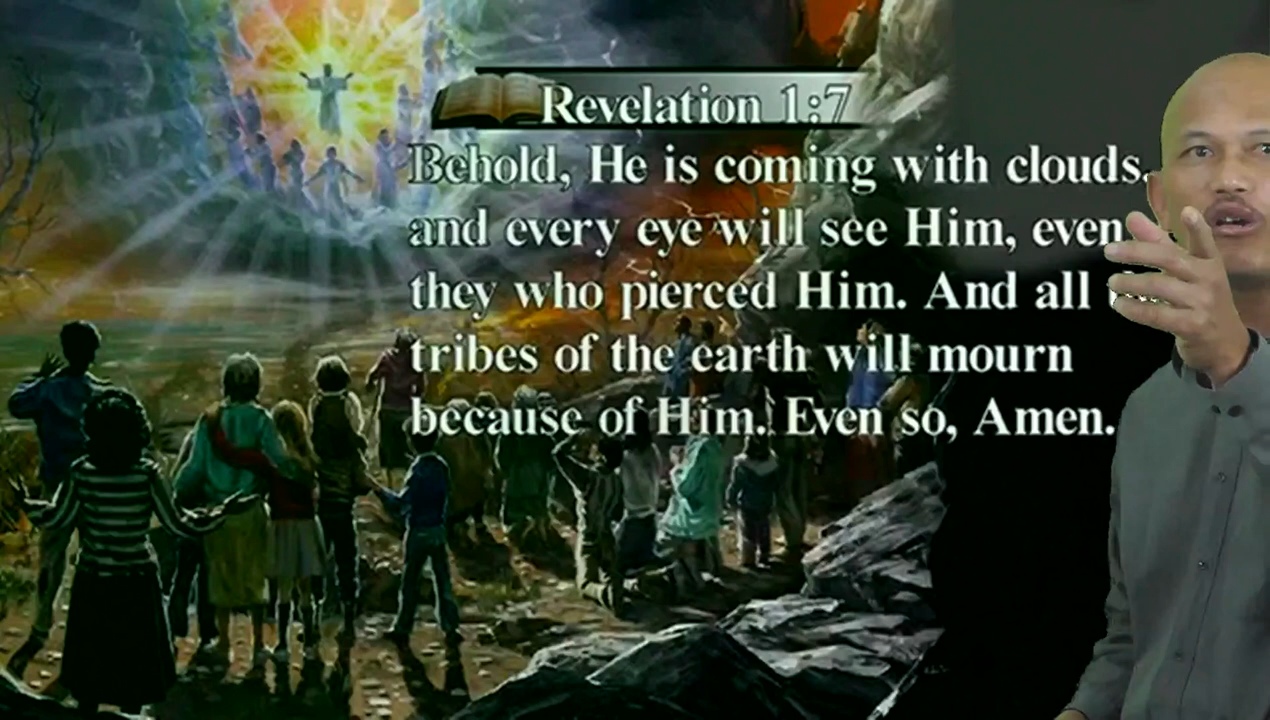 Revelation 1:7
Behold, He is coming with clouds,
and every eye will see Him, even
they who pierced Him. And all
tribes of the earth will mourn
because of Him. Even so, Amen.